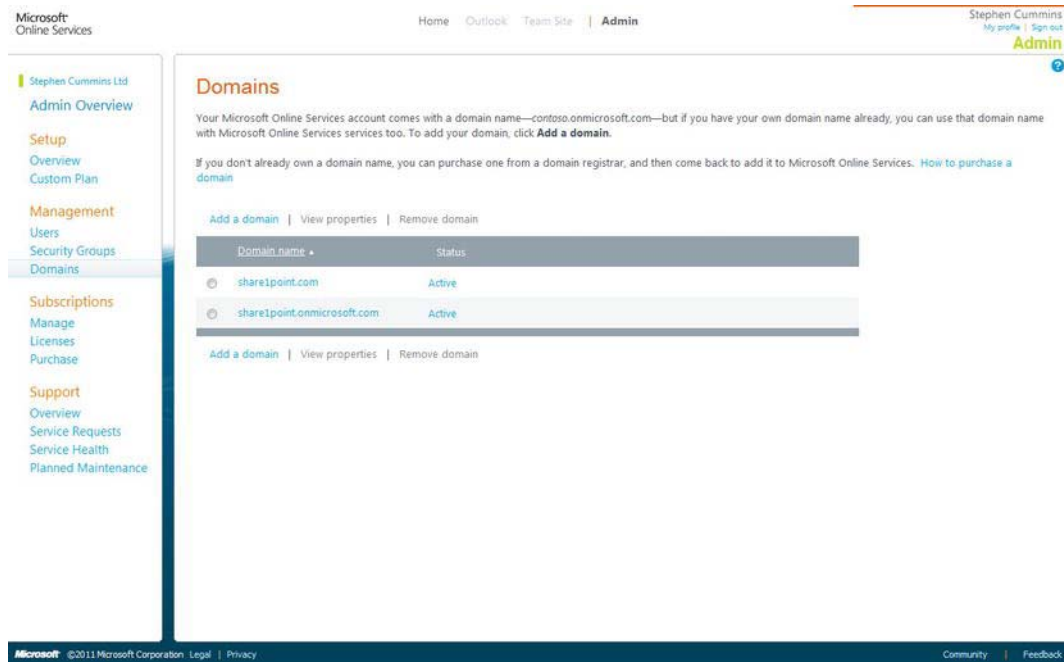 Microsoft
Online Services
Home Outlook Team Site | Admin
Stephen Cummins
My profile | Sign out
Admin
?
Stephen Cummins Ltd
Admin Overview
Setup
Overview
Custom Plan
Management
Users
Security Groups
Domains
Subscriptions
Manage
Licenses
Purchase
Support
Overview
Service Requests
Service Health
Planned Maintenance
Domains
Your Microsoft Online Services account comes with a domain name—contoso.onmicrosoft.com—but if you have your own domain name already, you can use that domain name
with Microsoft Online Services services too. To add your domain, click Add a domain.
If you don't already own a domain name, you can purchase one from a domain registrar, and then come back to add it to Microsoft Online Services. How to purchase a
domain
Add a domain | View properties | Remove domain
Domain name Status
share1point.com Active
share1point.onmicrosoft.com Active
Add a domain | View properties | Remove domain
Microsoft ©2011 Microsoft Corporation Legal | Privacy
Community | Feedback